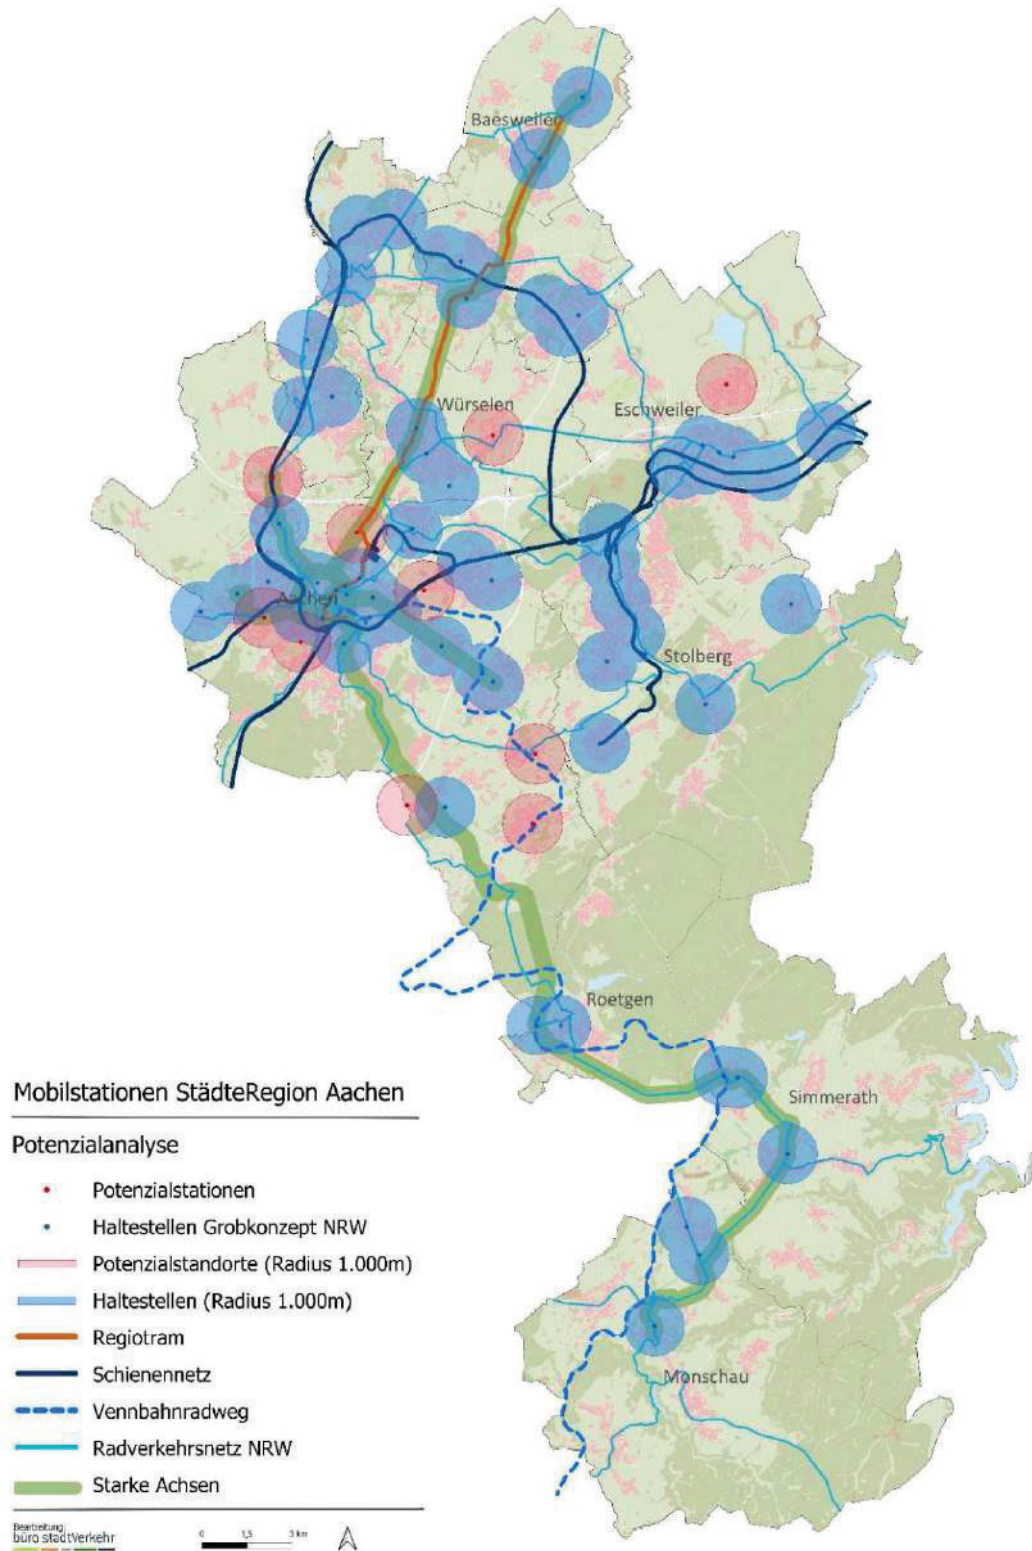 Baesweiler
Würselen
Eschweiler
Aachen
Stolberg
Roetgen
Simmerath
Monschau
Mobilstationen StädteRegion Aachen
Potenzialanalyse
Potenzialstationen
Haltestellen Grobkonzept NRW
Potenzialstandorte (Radius 1.000m)
Haltestellen (Radius 1.000m)
Regiotram
Schienennetz
Vennbahnradweg
Radverkehrsnetz NRW
Starke Achsen
Bearbeitung:
büro stadtVerkehr
0 1,5 3 km